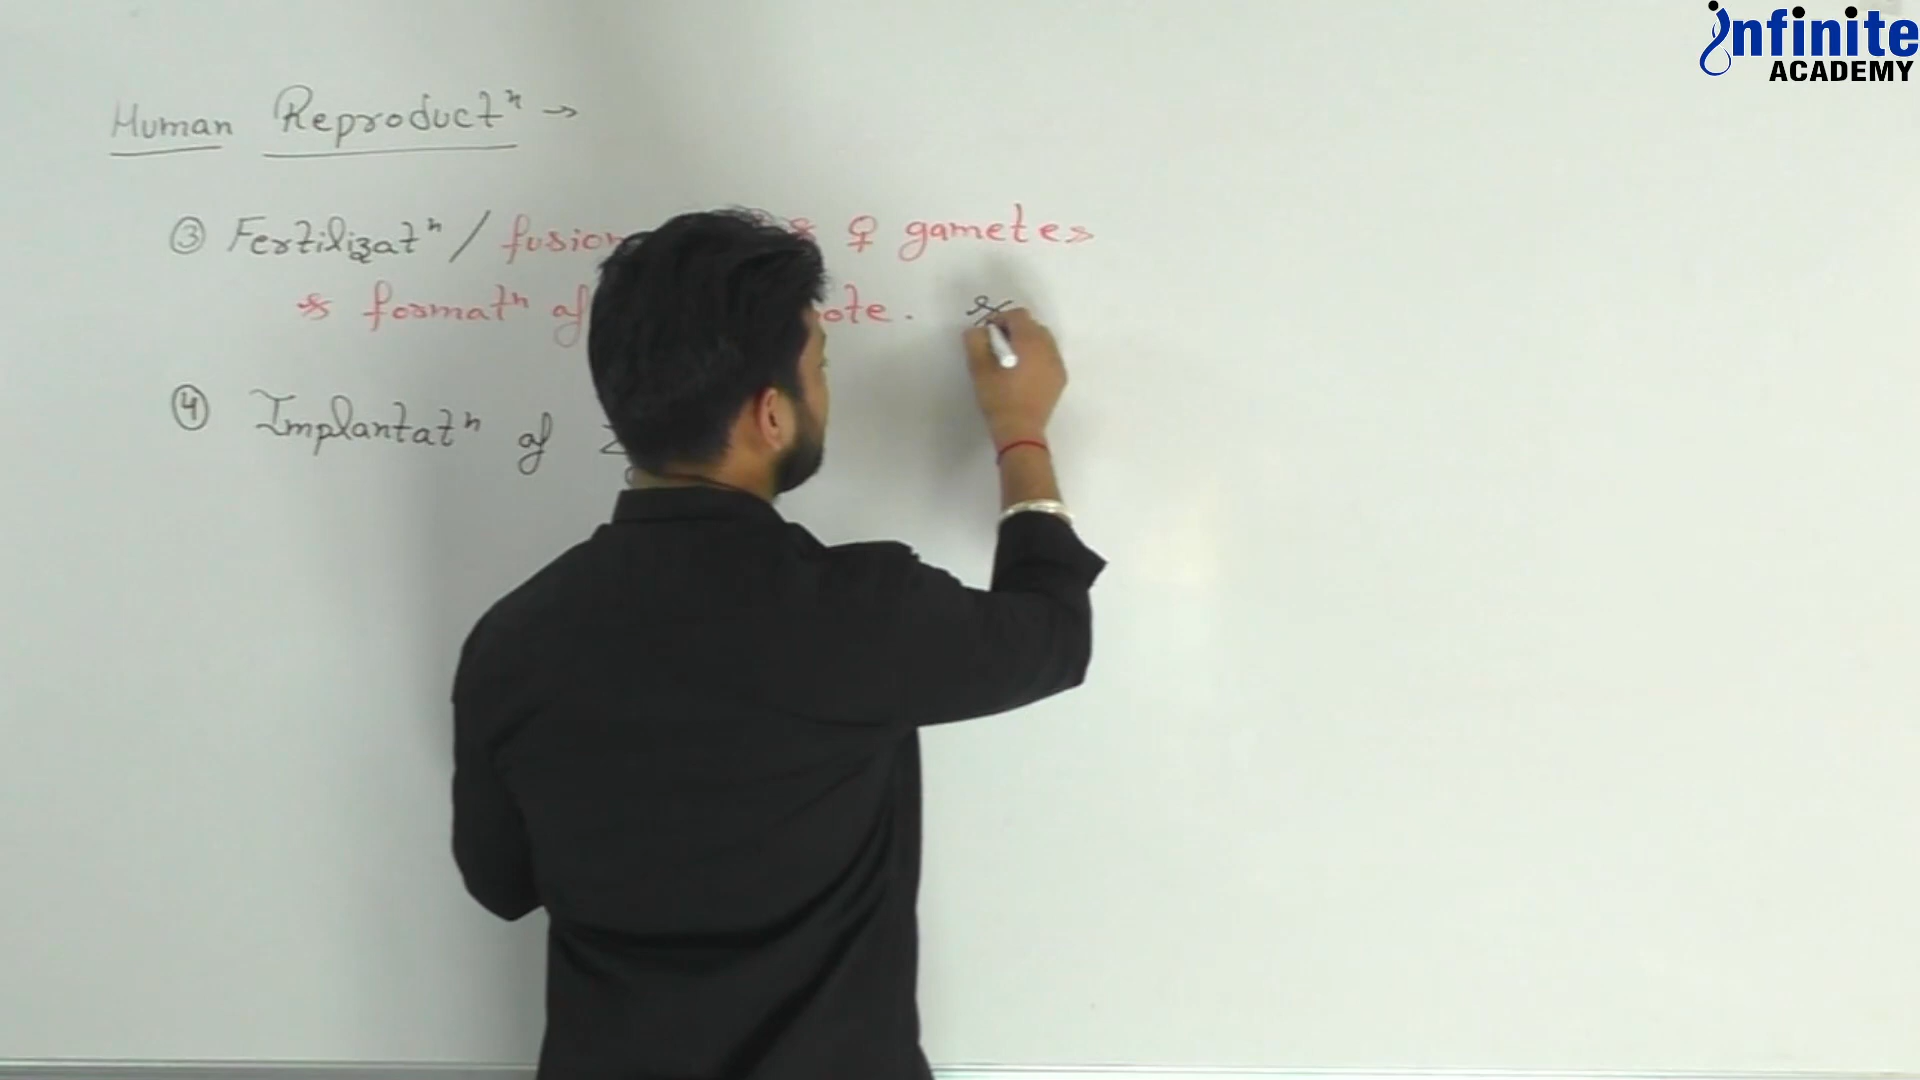 infinite
ACADEMY
Human Reproductⁿ →
③ Fertilizatⁿ / fusion & ♀ gametes
& formatⁿ of ote. &
④ Implantatⁿ of